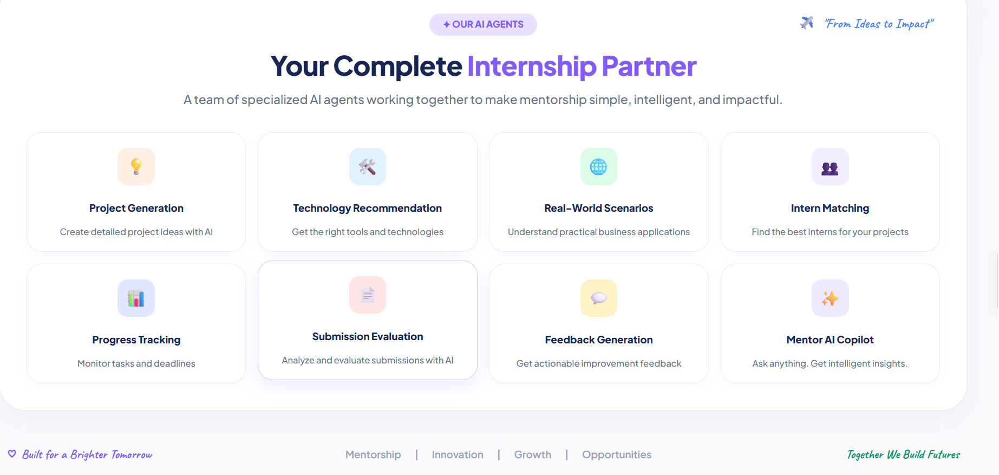 ✦ OUR AI AGENTS
"From Ideas to Impact"
Your Complete Internship Partner
A team of specialized AI agents working together to make mentorship simple, intelligent, and impactful.
Project Generation
Create detailed project ideas with AI
Technology Recommendation
Get the right tools and technologies
Real-World Scenarios
Understand practical business applications
Intern Matching
Find the best interns for your projects
Progress Tracking
Monitor tasks and deadlines
Submission Evaluation
Analyze and evaluate submissions with AI
Feedback Generation
Get actionable improvement feedback
Mentor AI Copilot
Ask anything. Get intelligent insights.
♡ Built for a Brighter Tomorrow
Mentorship | Innovation | Growth | Opportunities
Together We Build Futures